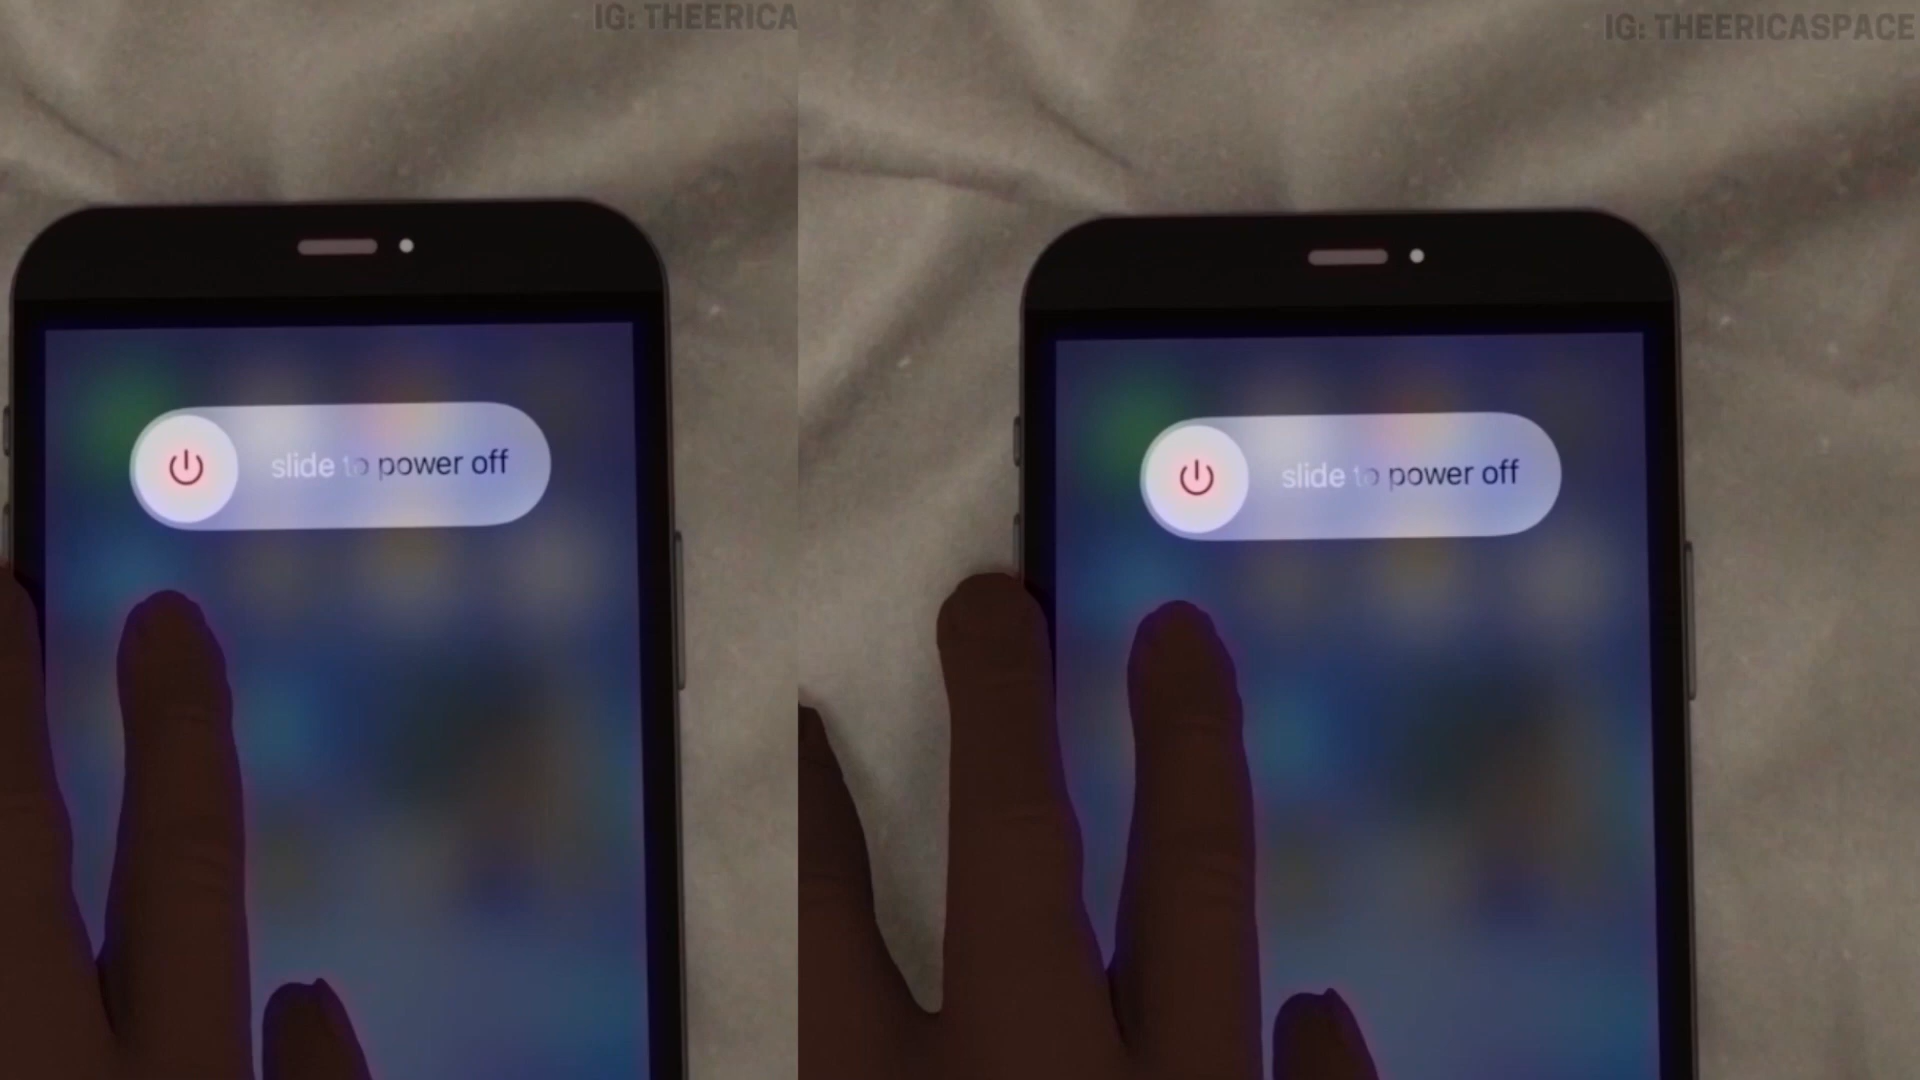 IG: THEERICA
IG: THEERICASPACE
slide to power off
slide to power off